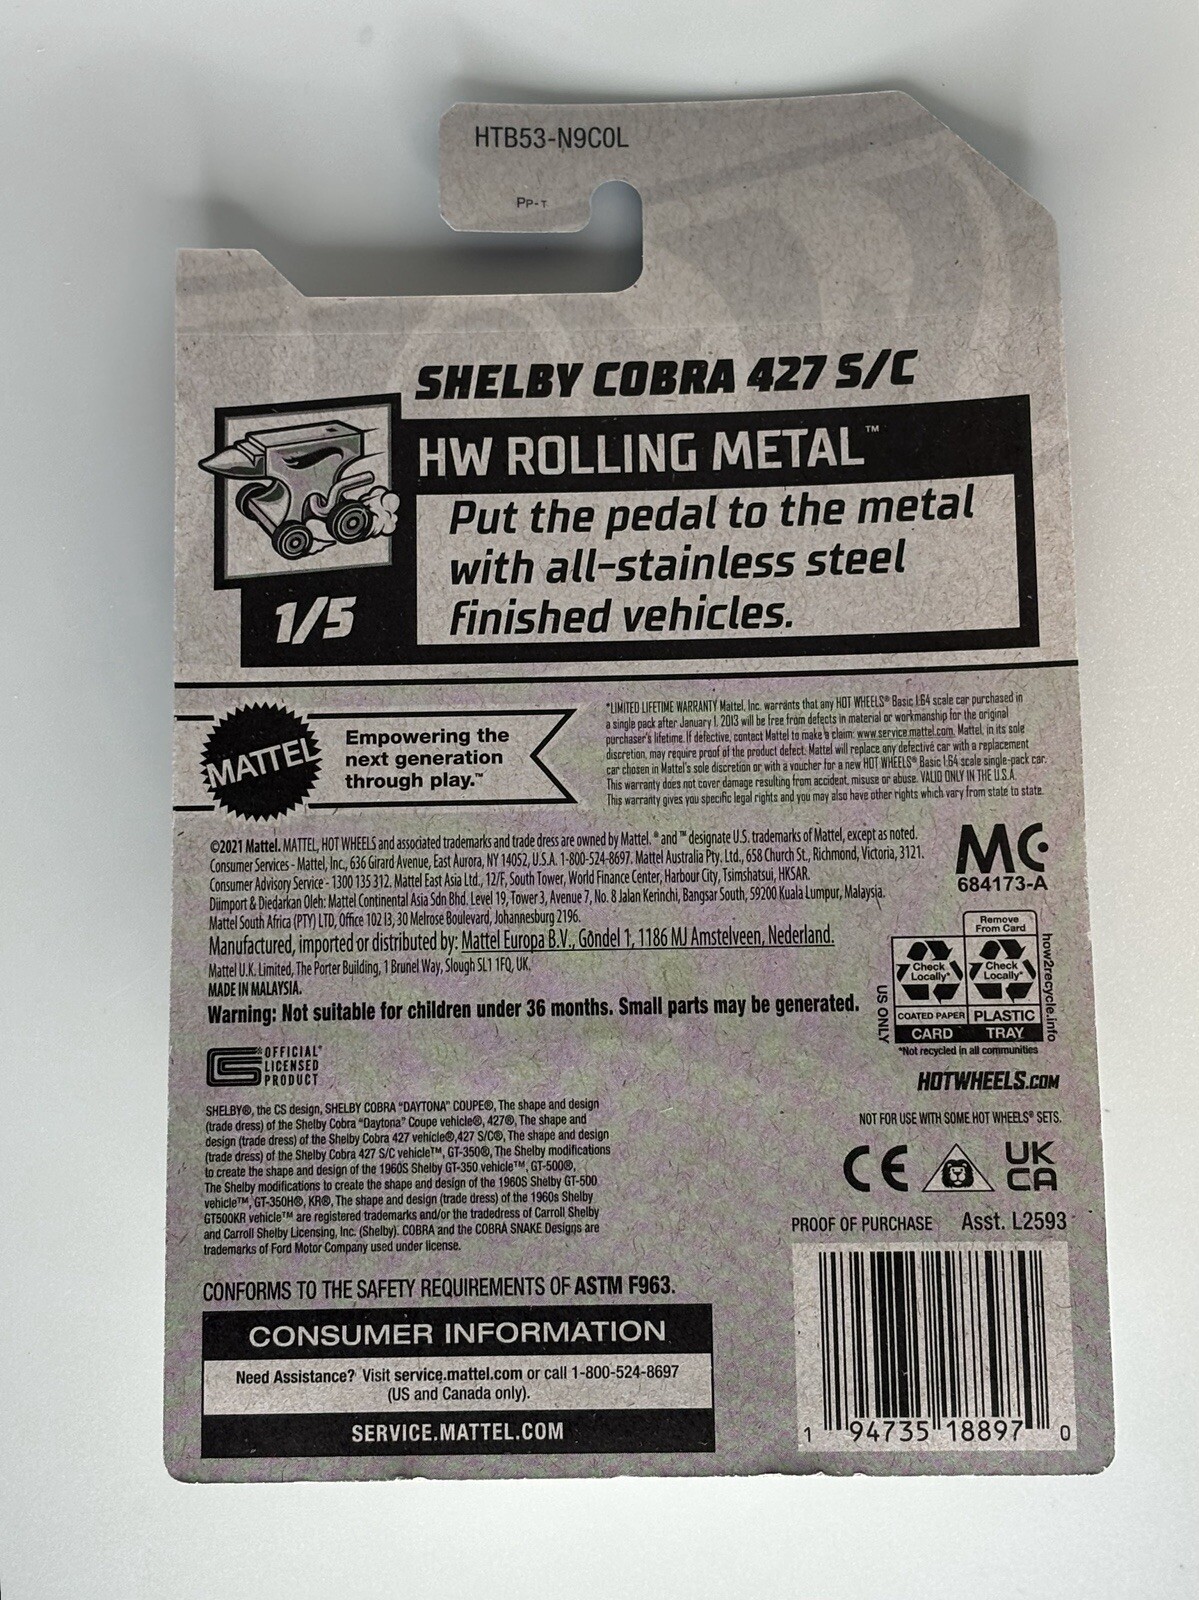 HTB53-N9C0L
PP-T
SHELBY COBRA 427 S/C
HW ROLLING METAL™
Put the pedal to the metal
with all-stainless steel
finished vehicles.
1/5
MATTEL
Empowering the
next generation
through play.™
*LIMITED LIFETIME WARRANTY Mattel, Inc. warrants that any HOT WHEELS® Basic 1:64 scale car purchased in
a single pack after January 1, 2013 will be free from defects in material or workmanship for the original
purchaser's lifetime. If defective, contact Mattel to make a claim: www.service.mattel.com. Mattel, in its sole
discretion, may require proof of the product defect. Mattel will replace any defective car with a replacement
car chosen in Mattel's sole discretion or with a voucher for a new HOT WHEELS® Basic 1:64 scale single-pack car.
This warranty does not cover damage resulting from accident, misuse or abuse. VALID ONLY IN THE U.S.A.
This warranty gives you specific legal rights and you may also have other rights which vary from state to state.
©2021 Mattel. MATTEL, HOT WHEELS and associated trademarks and trade dress are owned by Mattel. ® and ™ designate U.S. trademarks of Mattel, except as noted.
Consumer Services - Mattel, Inc., 636 Girard Avenue, East Aurora, NY 14052, U.S.A. 1-800-524-8697. Mattel Australia Pty. Ltd., 658 Church St., Richmond, Victoria, 3121.
Consumer Advisory Service - 1300 135 312. Mattel East Asia Ltd., 12/F, South Tower, World Finance Center, Harbour City, Tsimshatsui, HKSAR.
Diimport & Diedarkan Oleh: Mattel Continental Asia Sdn Bhd. Level 19, Tower 3, Avenue 7, No. 8 Jalan Kerinchi, Bangsar South, 59200 Kuala Lumpur, Malaysia.
Mattel South Africa (PTY) LTD, Office 102 I3, 30 Melrose Boulevard, Johannesburg 2196.
Manufactured, imported or distributed by: Mattel Europa B.V., Gondel 1, 1186 MJ Amstelveen, Nederland.
Mattel U.K. Limited, The Porter Building, 1 Brunel Way, Slough SL1 1FQ, UK.
MADE IN MALAYSIA.
Warning: Not suitable for children under 36 months. Small parts may be generated.
MC
684173-A
Remove
From Card
Check
Locally*
Check
Locally*
COATED PAPER
PLASTIC
CARD
TRAY
US ONLY
how2recycle.info
*Not recycled in all communities
OFFICIAL®
LICENSED
PRODUCT
HOTWHEELS.COM
NOT FOR USE WITH SOME HOT WHEELS® SETS.
SHELBY®, the CS design, SHELBY COBRA "DAYTONA" COUPE®, The shape and design
(trade dress) of the Shelby Cobra "Daytona" Coupe vehicle®, 427®, The shape and
design (trade dress) of the Shelby Cobra 427 vehicle®,427 S/C®, The shape and design
(trade dress) of the Shelby Cobra 427 S/C vehicle™, GT-350®, The Shelby modifications
to create the shape and design of the 1960S Shelby GT-350 vehicle™, GT-500®,
The Shelby modifications to create the shape and design of the 1960S Shelby GT-500
vehicle™, GT-350H®, KR®, The shape and design (trade dress) of the 1960s Shelby
GT500KR vehicle™ are registered trademarks and/or the tradedress of Carroll Shelby
and Carroll Shelby Licensing, Inc. (Shelby). COBRA and the COBRA SNAKE Designs are
trademarks of Ford Motor Company used under license.
CE
UK
CA
PROOF OF PURCHASE Asst. L2593
CONFORMS TO THE SAFETY REQUIREMENTS OF ASTM F963.
CONSUMER INFORMATION
Need Assistance? Visit service.mattel.com or call 1-800-524-8697
(US and Canada only).
SERVICE.MATTEL.COM
1 94735 18897 0